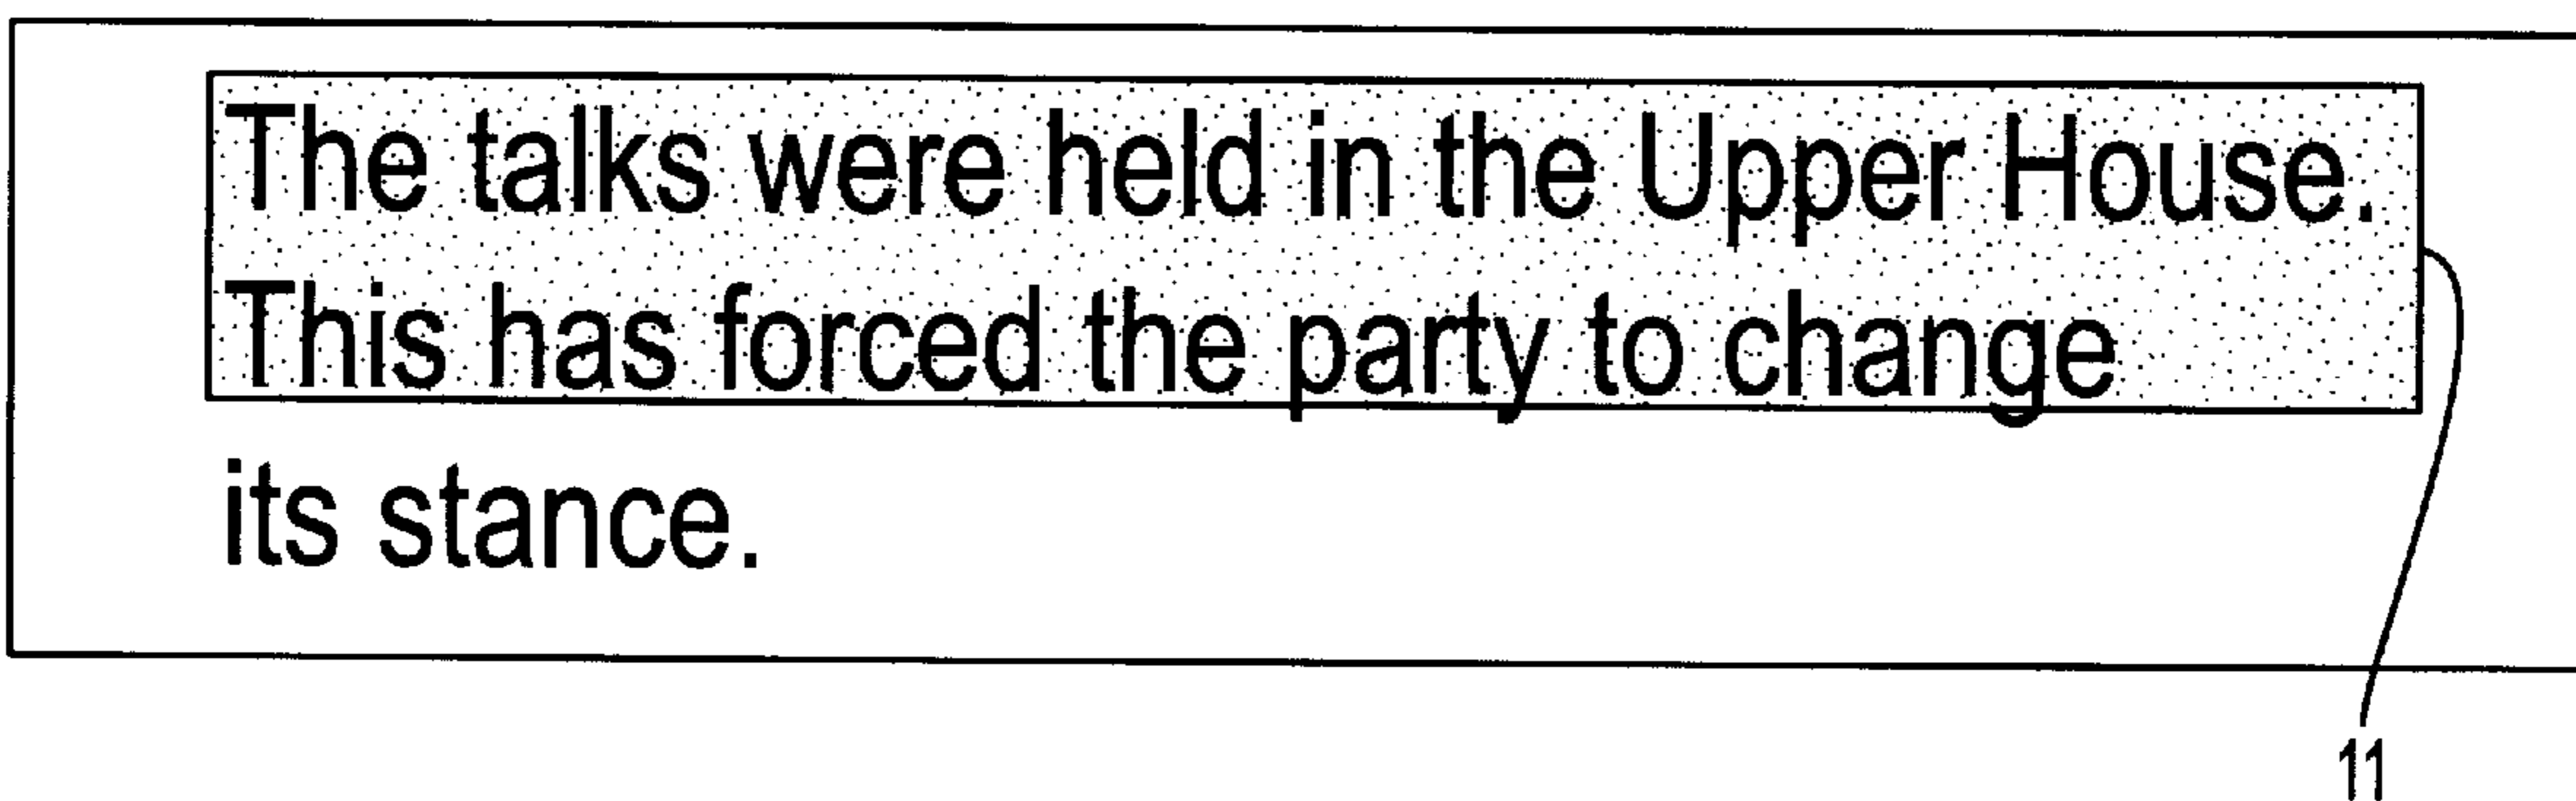 The talks were held in the Upper House.
This has forced the party to change
its stance.
11